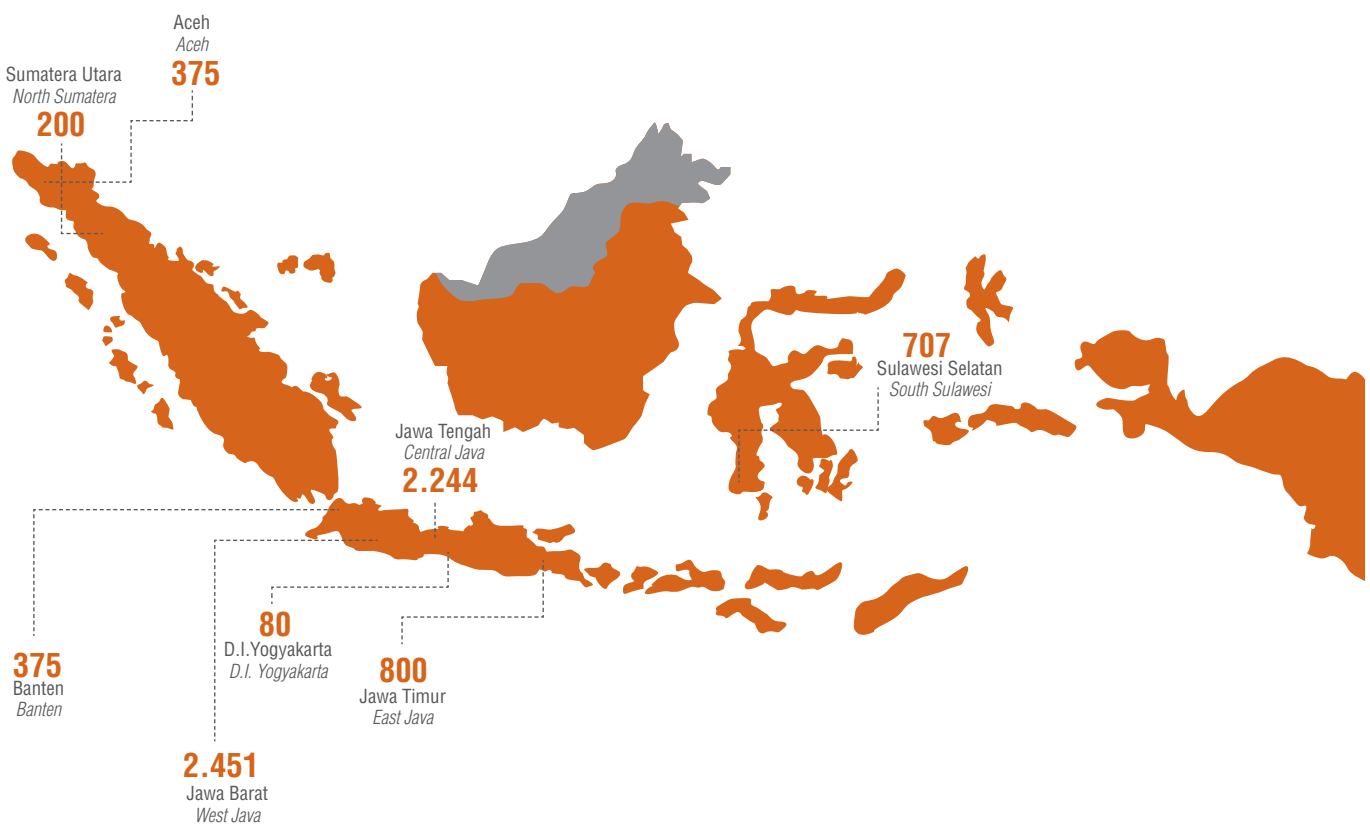 Aceh
Aceh
375
Sumatera Utara
North Sumatera
200
707
Sulawesi Selatan
South Sulawesi
Jawa Tengah
Central Java
2.244
80
D.I.Yogyakarta
D.I. Yogyakarta
375
Banten
Banten
800
Jawa Timur
East Java
2.451
Jawa Barat
West Java